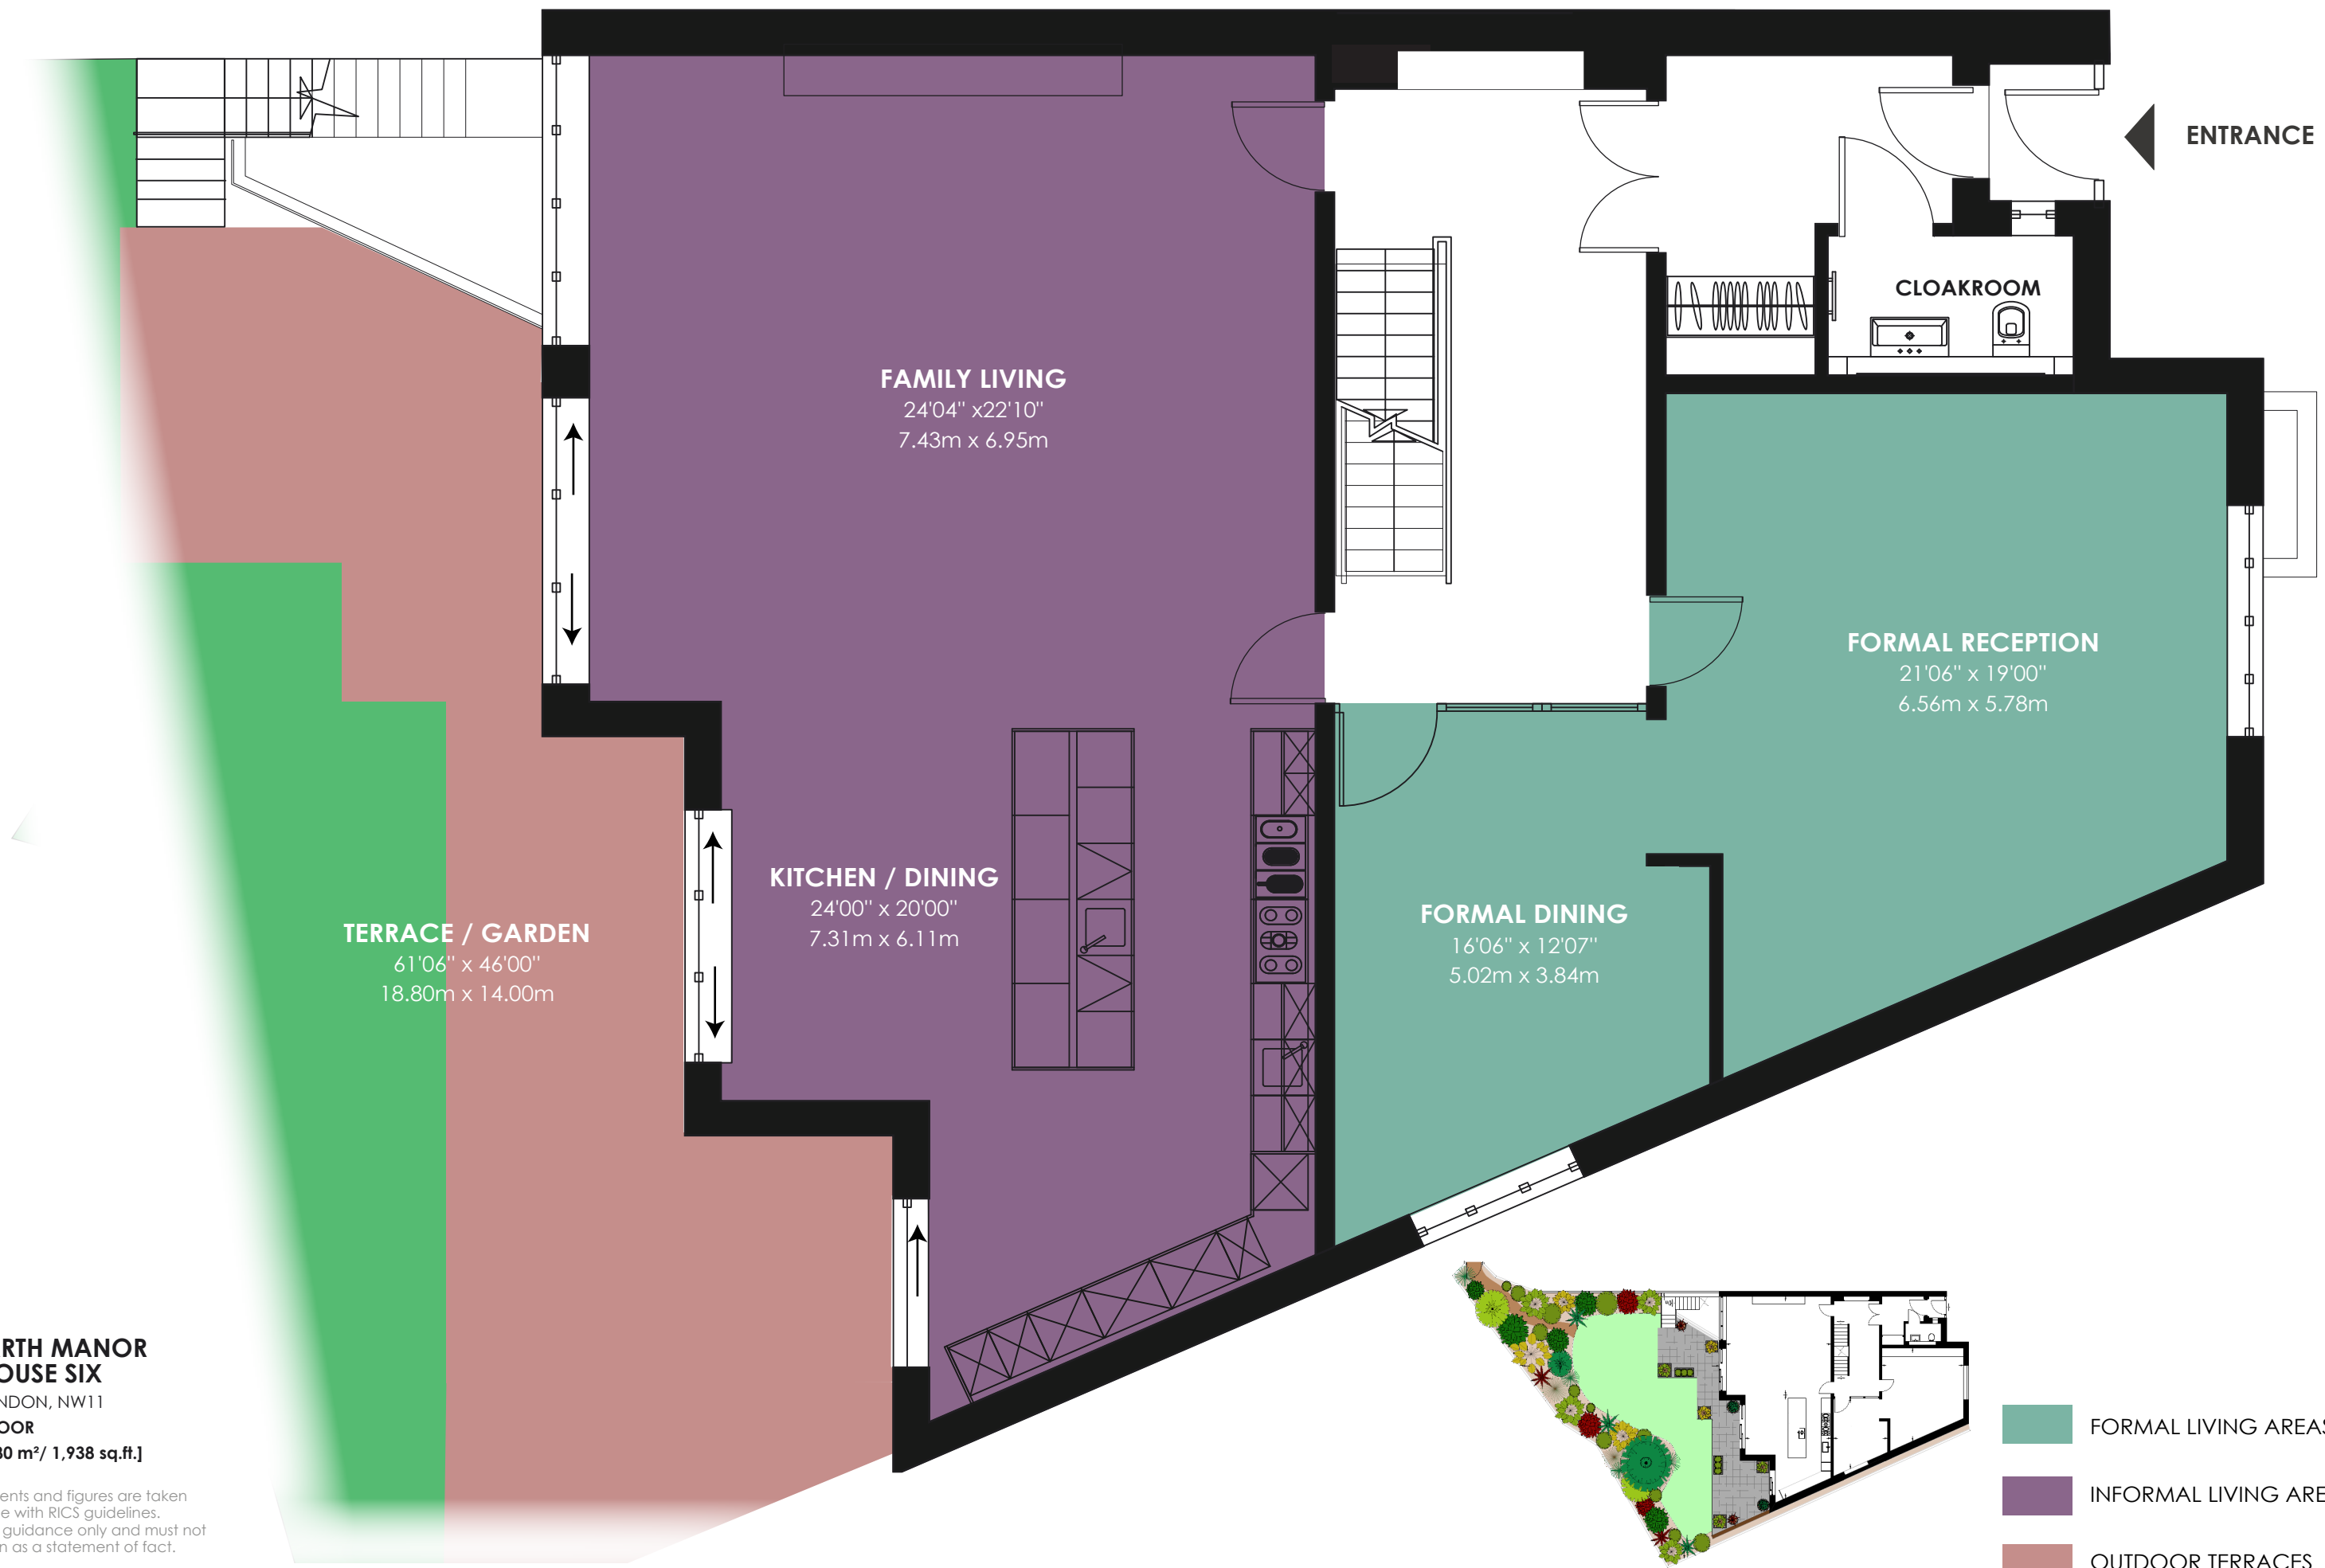 ENTRANCE
CLOAKROOM
FAMILY LIVING
24'04" x22'10"
7.43m x 6.95m
FORMAL RECEPTION
21'06" x 19'00"
6.56m x 5.78m
KITCHEN / DINING
24'00" x 20'00"
7.31m x 6.11m
FORMAL DINING
16'06" x 12'07"
5.02m x 3.84m
TERRACE / GARDEN
61'06" x 46'00"
18.80m x 14.00m
RTH MANOR
OUSE SIX
NDON, NW11
OOR
80 m²/ 1,938 sq.ft.]
ents and figures are taken
e with RICS guidelines.
guidance only and must not
n as a statement of fact.
FORMAL LIVING AREAS
INFORMAL LIVING ARE
OUTDOOR TERRACES